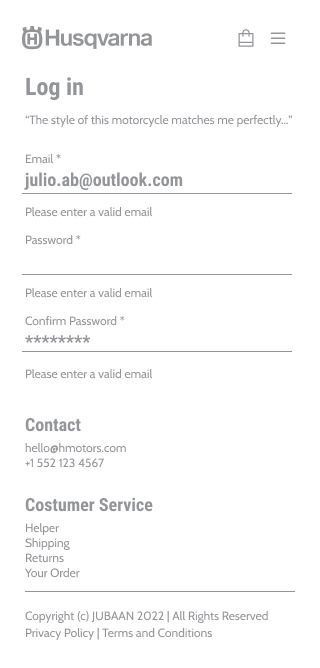 Husqvarna
Log in
“The style of this motorcycle matches me perfectly...”
Email *
julio.ab@outlook.com
Please enter a valid email
Password *
Please enter a valid email
Confirm Password *
********
Please enter a valid email
Contact
hello@hmotors.com
+1 552 123 4567
Costumer Service
Helper
Shipping
Returns
Your Order
Copyright (c) JUBAAN 2022 | All Rights Reserved
Privacy Policy | Terms and Conditions